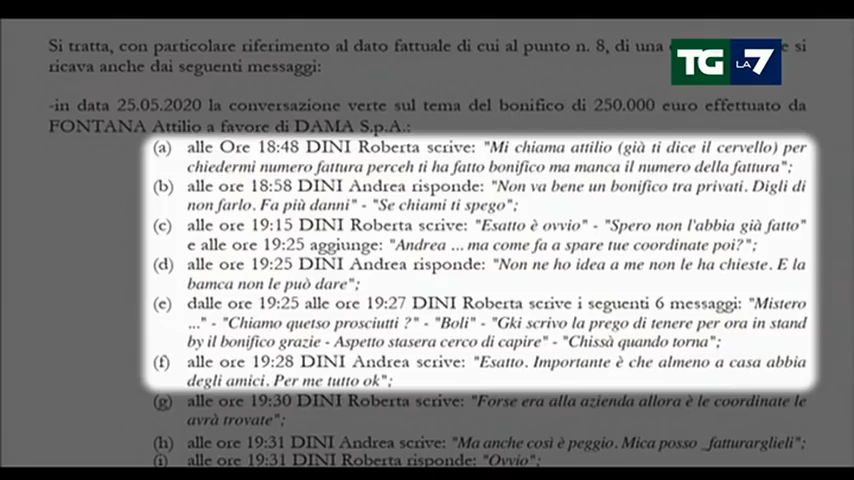 Si tratta, con particolare riferimento al dato fattuale di cui al punto n. 8, di una e si
TG LA7
ricava anche dai seguenti messaggi:
-in data 25.05.2020 la conversazione verte sul tema del bonifico di 250.000 euro effettuato da
FONTANA Attilio a favore di DAMA S.p.A.:
(a) alle Ore 18:48 DINI Roberta scrive: "Mi chiama attilio (già ti dice il cervello) per
chiedermi numero fattura perceh ti ha fatto bonifico ma manca il numero della fattura";
(b) alle ore 18:58 DINI Andrea risponde: "Non va bene un bonifico tra privati. Digli di
non farlo. Fa più danni" - "Se chiami ti spego";
(c) alle ore 19:15 DINI Roberta scrive: "Esatto è ovvio" - "Spero non l'abbia già fatto"
e alle ore 19:25 aggiunge: "Andrea ... ma come fa a spare tue coordinate poi?";
(d) alle ore 19:25 DINI Andrea risponde: "Non ne ho idea a me non le ha chieste. E la
bamca non le può dare";
(e) dalle ore 19:25 alle ore 19:27 DINI Roberta scrive i seguenti 6 messaggi: "Mistero
..." - "Chiamo quetso prosciutti ?" - "Boli" - "Gki scrivo la prego di tenere per ora in stand
by il bonifico grazie - Aspetto stasera cerco di capire" - "Chissà quando torna";
(f) alle ore 19:28 DINI Andrea scrive: "Esatto. Importante è che almeno a casa abbia
degli amici. Per me tutto ok";
(g) alle ore 19:30 DINI Roberta scrive: "Forse era alla azienda allora è le coordinate le
avrà trovate";
(h) alle ore 19:31 DINI Andrea scrive: "Ma anche così è peggio. Mica posso _fatturarglieli";
(i) alle ore 19:31 DINI Roberta risponde: "Ovvio";